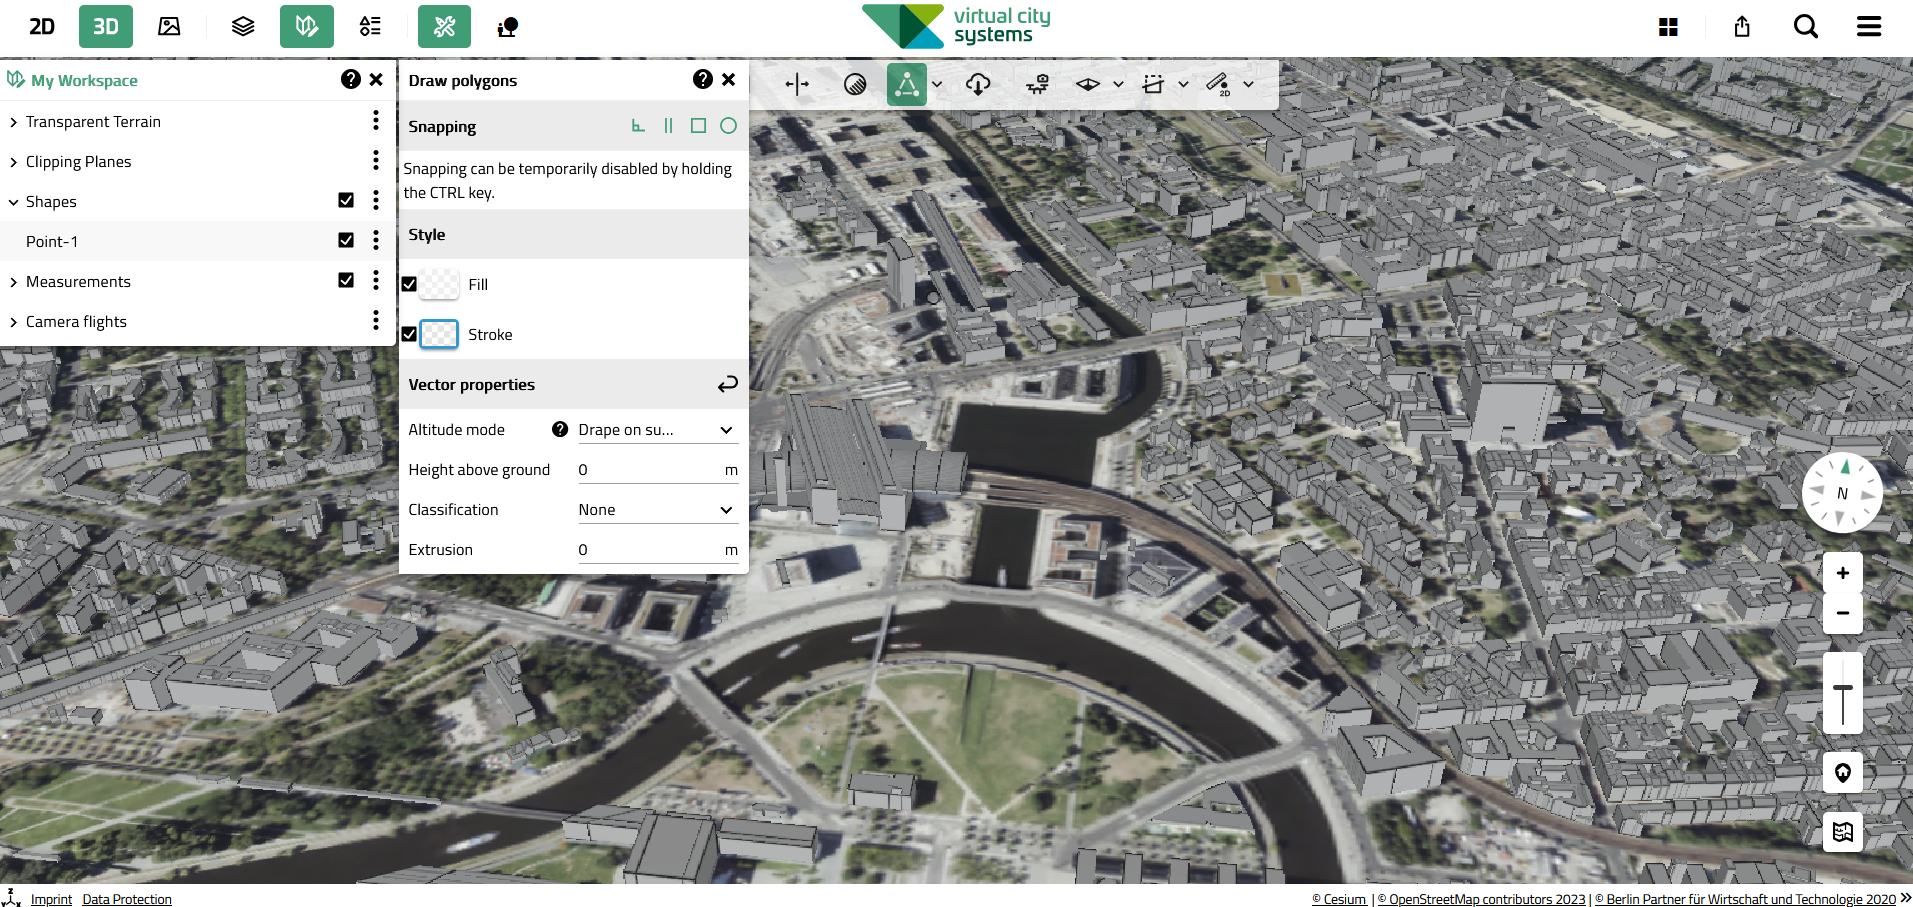 2D
3D
virtual city
systems
My Workspace
Transparent Terrain
Clipping Planes
Shapes
Point-1
Measurements
Camera flights
Draw polygons
Snapping
Snapping can be temporarily disabled by holding
the CTRL key.
Style
Fill
Stroke
Vector properties
Altitude mode
Drape on su...
Height above ground
0 m
Classification
None
Extrusion
0 m
2D
N
+
−
Z
Y X
Imprint Data Protection
© Cesium | © OpenStreetMap contributors 2023 | © Berlin Partner für Wirtschaft und Technologie 2020 »